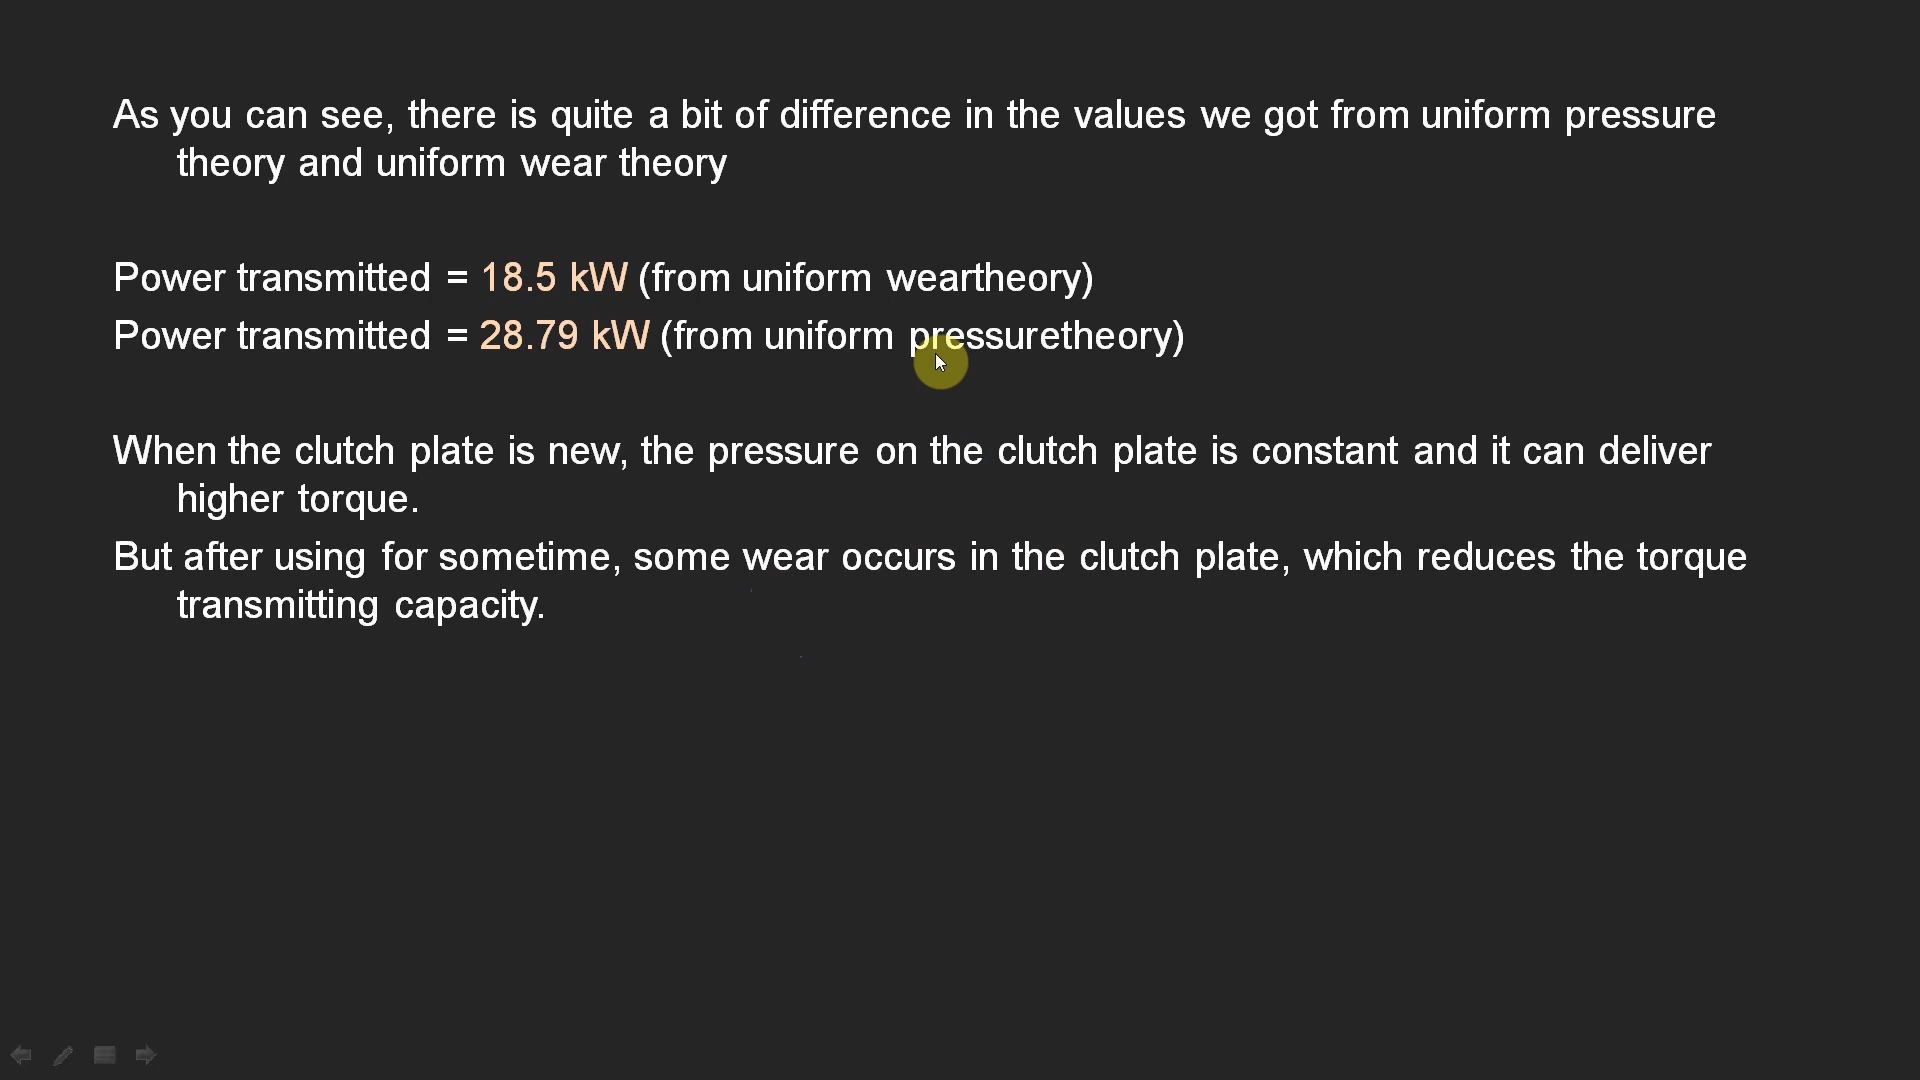 As you can see, there is quite a bit of difference in the values we got from uniform pressure
theory and uniform wear theory
Power transmitted = 18.5 kW (from uniform weartheory)
Power transmitted = 28.79 kW (from uniform pressuretheory)
When the clutch plate is new, the pressure on the clutch plate is constant and it can deliver
higher torque.
But after using for sometime, some wear occurs in the clutch plate, which reduces the torque
transmitting capacity.